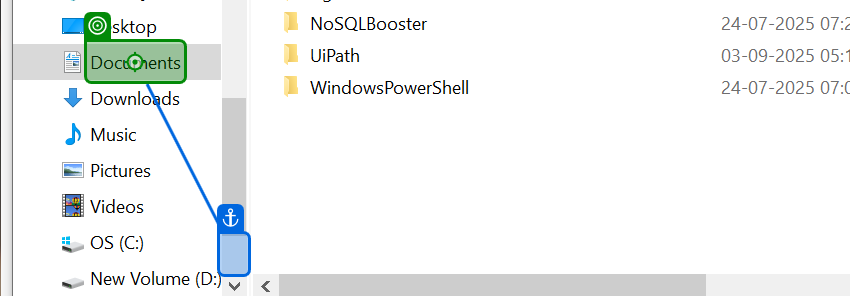 Desktop
Documents
Downloads
Music
Pictures
Videos
OS (C:)
New Volume (D:)
NoSQLBooster 24-07-2025 07:2
UiPath 03-09-2025 05:1
WindowsPowerShell 24-07-2025 07:0